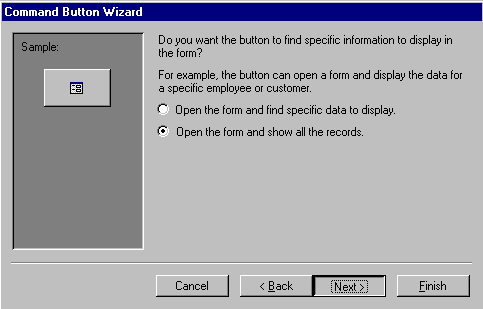 Command Button Wizard
Sample:
Do you want the button to find specific information to display in
the form?
For example, the button can open a form and display the data for
a specific employee or customer.
Open the form and find specific data to display.
Open the form and show all the records.
Cancel
< Back
Next >
Finish